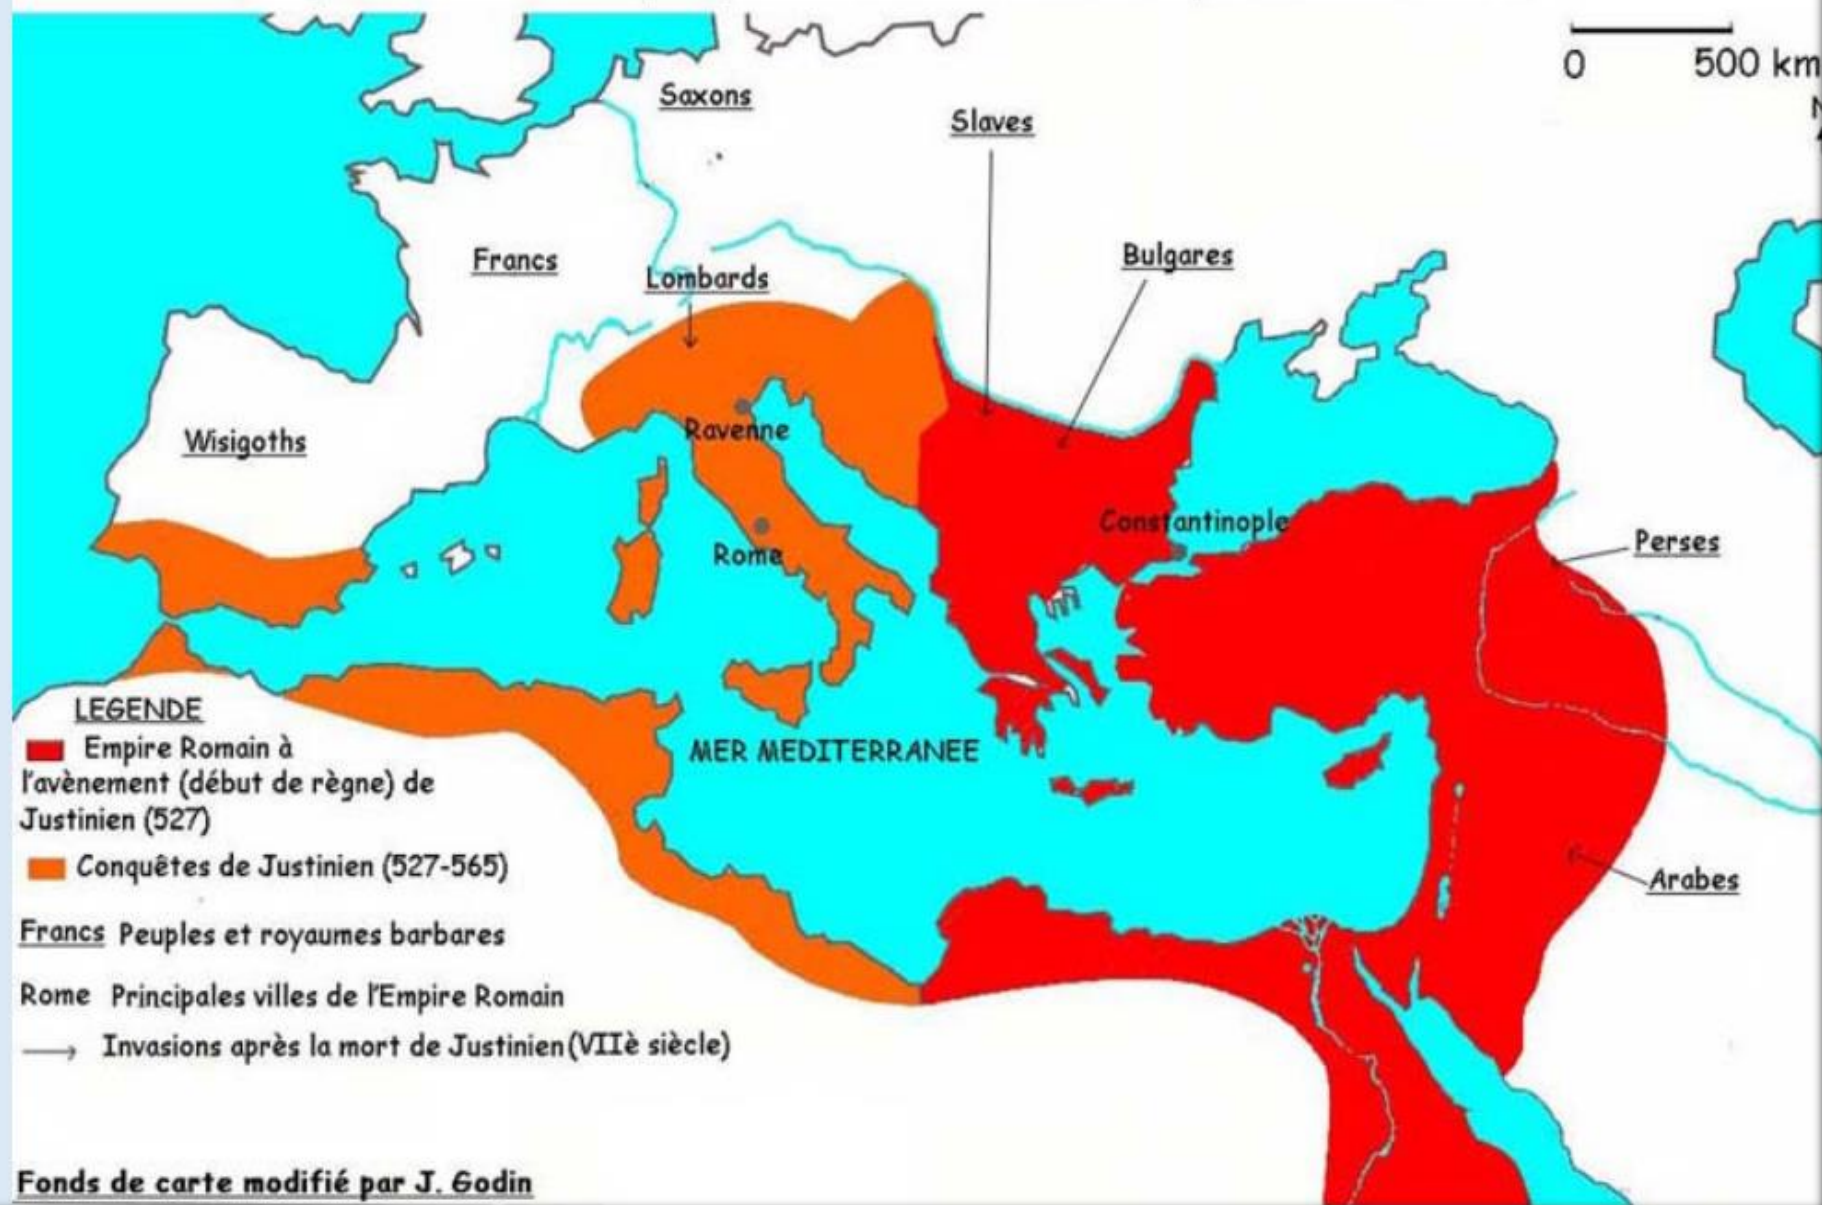 0 500 km
N
Saxons
Slaves
Francs
Lombards
Bulgares
Wisigoths
Ravenne
Constantinople
Rome
Perses
MER MEDITERRANEE
Arabes
LEGENDE
Empire Romain à
l'avènement (début de règne) de
Justinien (527)
Conquêtes de Justinien (527-565)
Francs Peuples et royaumes barbares
Rome Principales villes de l'Empire Romain
Invasions après la mort de Justinien(VIIè siècle)
Fonds de carte modifié par J. Godin